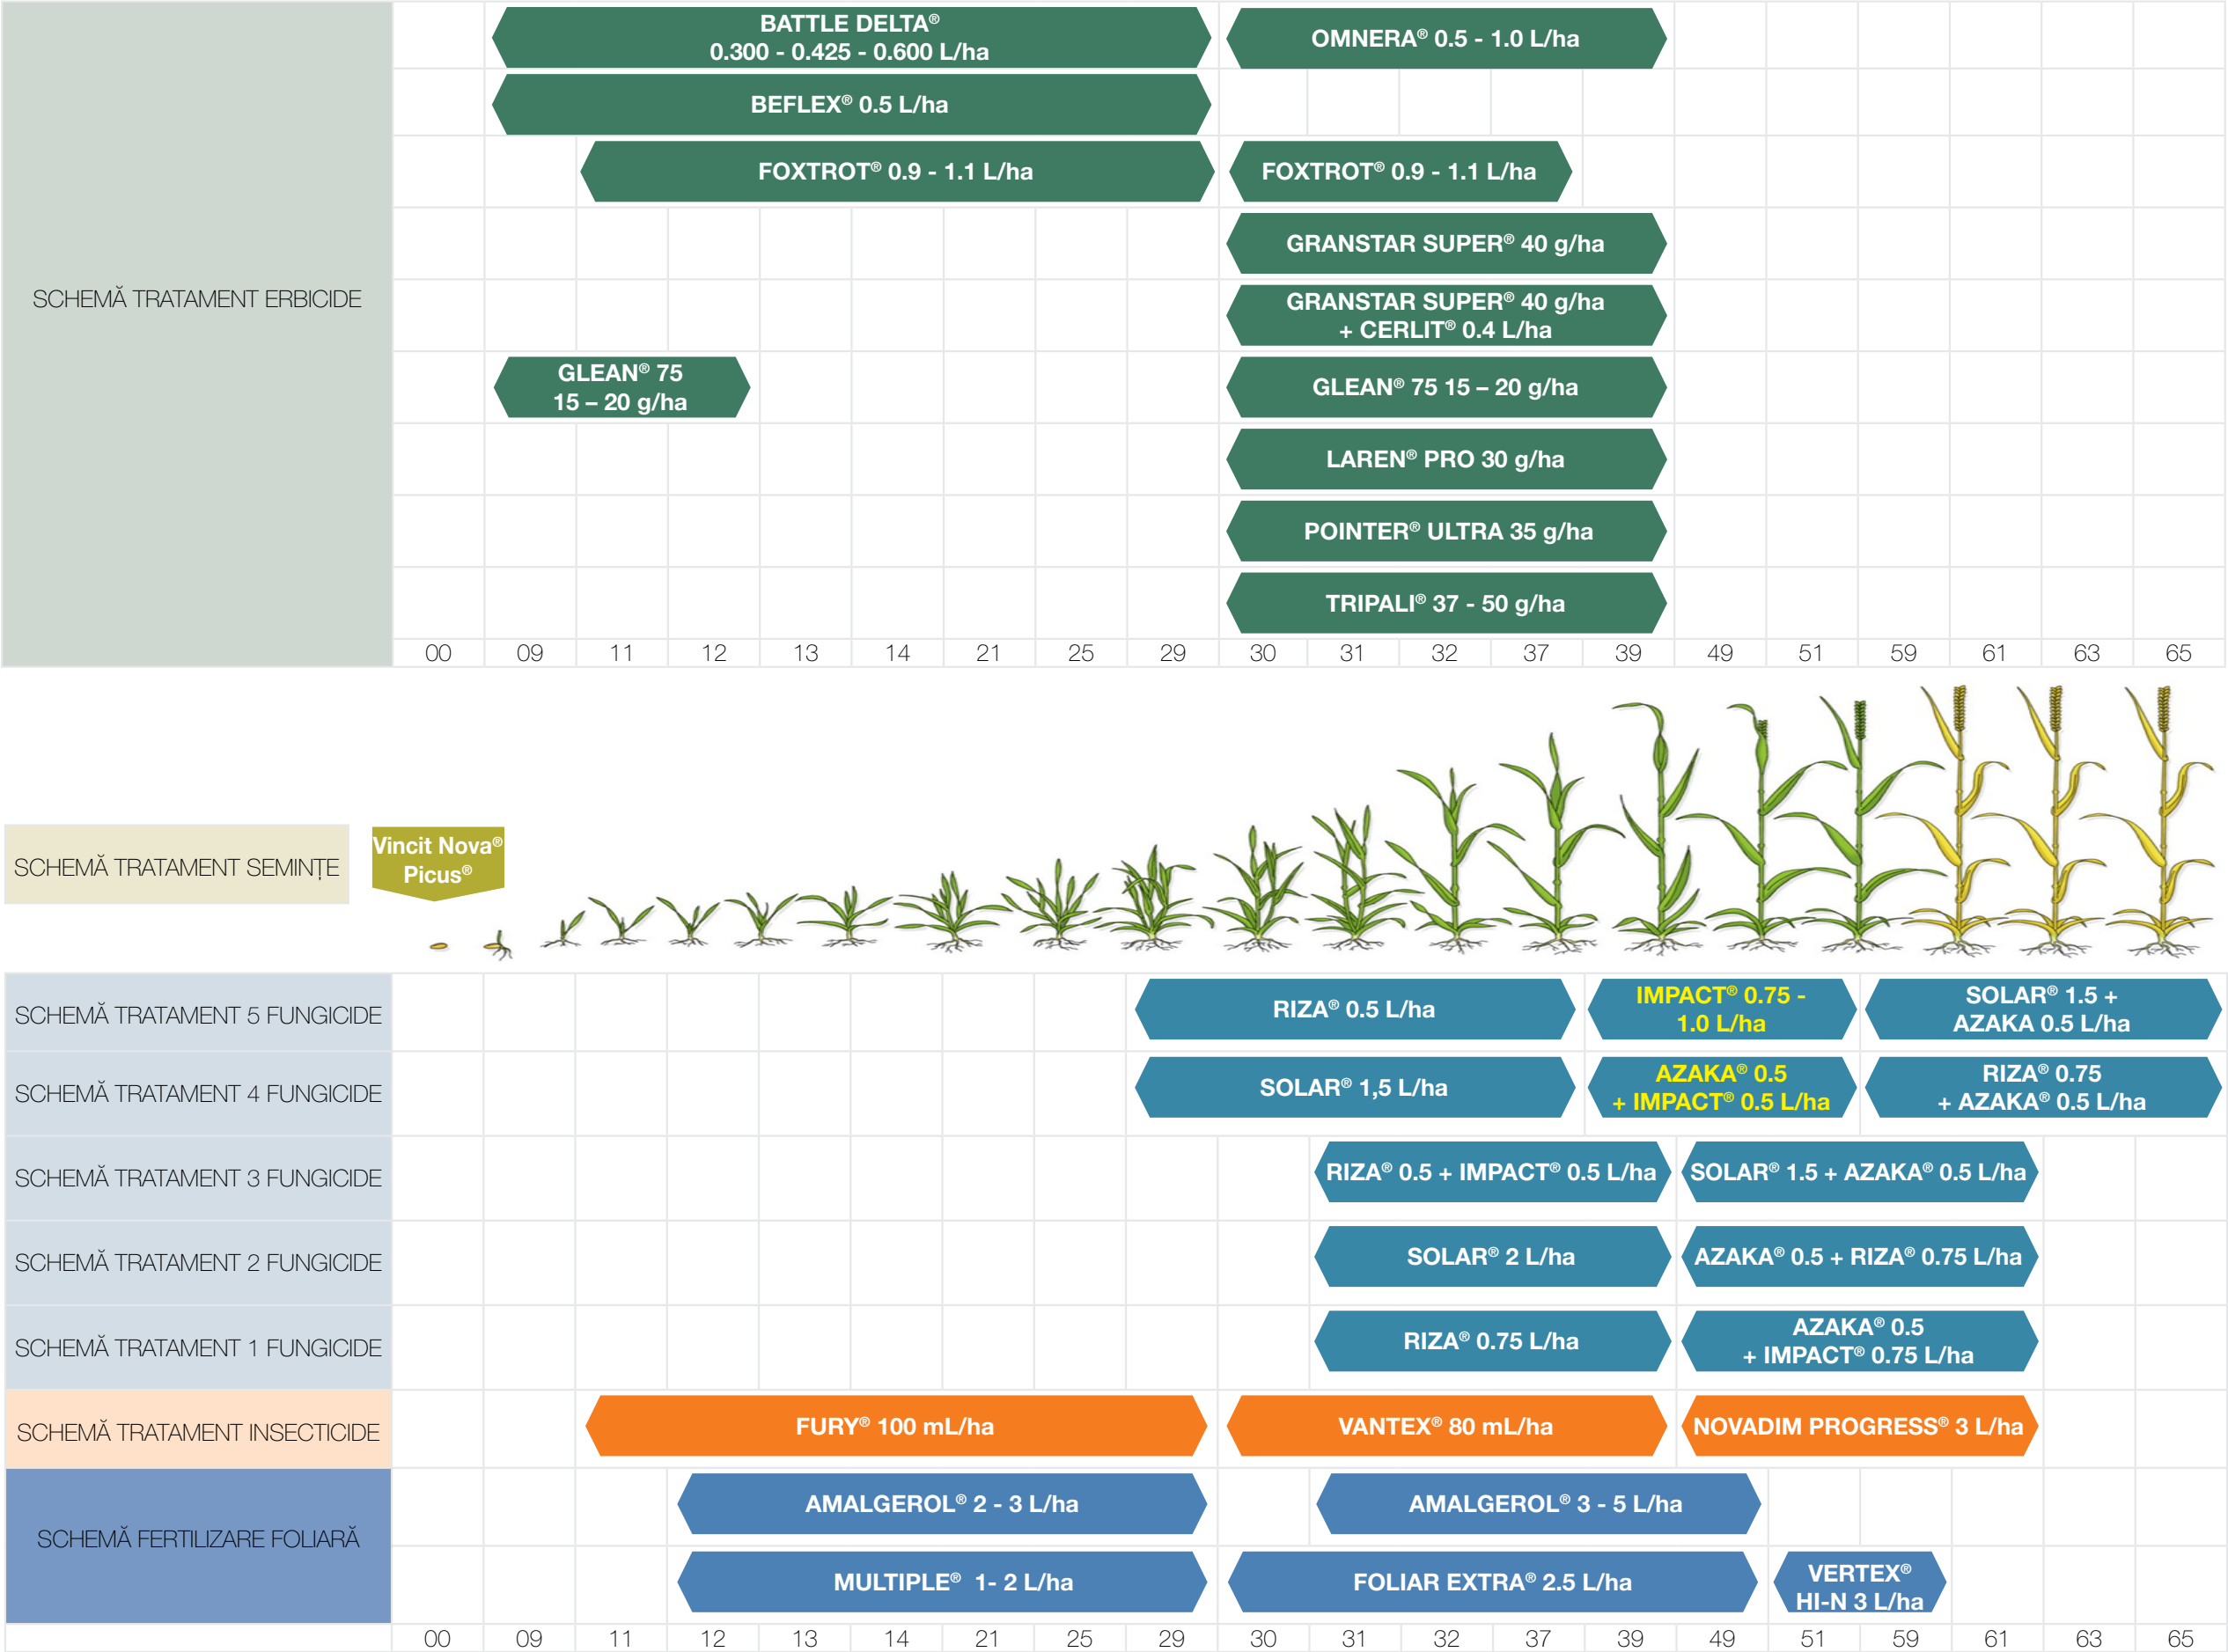 BATTLE DELTA®
0.300 - 0.425 - 0.600 L/ha
OMNERA® 0.5 - 1.0 L/ha
BEFLEX® 0.5 L/ha
FOXTROT® 0.9 - 1.1 L/ha
FOXTROT® 0.9 - 1.1 L/ha
GRANSTAR SUPER® 40 g/ha
SCHEMĂ TRATAMENT ERBICIDE
GRANSTAR SUPER® 40 g/ha
+ CERLIT® 0.4 L/ha
GLEAN® 75
15 – 20 g/ha
GLEAN® 75 15 – 20 g/ha
LAREN® PRO 30 g/ha
POINTER® ULTRA 35 g/ha
TRIPALI® 37 - 50 g/ha
00 09 11 12 13 14 21 25 29 30 31 32 37 39 49 51 59 61 63 65
SCHEMĂ TRATAMENT SEMINȚE
Vincit Nova®
Picus®
SCHEMĂ TRATAMENT 5 FUNGICIDE
RIZA® 0.5 L/ha
IMPACT® 0.75 -
1.0 L/ha
SOLAR® 1.5 +
AZAKA 0.5 L/ha
SCHEMĂ TRATAMENT 4 FUNGICIDE
SOLAR® 1,5 L/ha
AZAKA® 0.5
+ IMPACT® 0.5 L/ha
RIZA® 0.75
+ AZAKA® 0.5 L/ha
SCHEMĂ TRATAMENT 3 FUNGICIDE
RIZA® 0.5 + IMPACT® 0.5 L/ha
SOLAR® 1.5 + AZAKA® 0.5 L/ha
SCHEMĂ TRATAMENT 2 FUNGICIDE
SOLAR® 2 L/ha
AZAKA® 0.5 + RIZA® 0.75 L/ha
SCHEMĂ TRATAMENT 1 FUNGICIDE
RIZA® 0.75 L/ha
AZAKA® 0.5
+ IMPACT® 0.75 L/ha
SCHEMĂ TRATAMENT INSECTICIDE
FURY® 100 mL/ha
VANTEX® 80 mL/ha
NOVADIM PROGRESS® 3 L/ha
SCHEMĂ FERTILIZARE FOLIARĂ
AMALGEROL® 2 - 3 L/ha
AMALGEROL® 3 - 5 L/ha
MULTIPLE® 1- 2 L/ha
FOLIAR EXTRA® 2.5 L/ha
VERTEX®
HI-N 3 L/ha
00 09 11 12 13 14 21 25 29 30 31 32 37 39 49 51 59 61 63 65